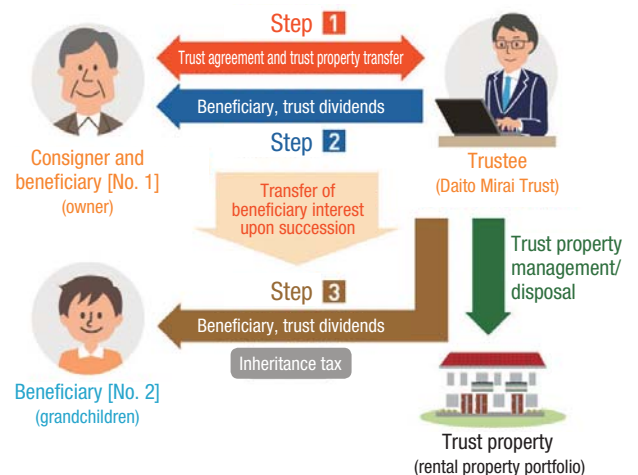 Step 1
Trust agreement and trust property transfer
Beneficiary, trust dividends
Step 2
Consigner and
beneficiary [No. 1]
(owner)
Trustee
(Daito Mirai Trust)
Transfer of
beneficiary interest
upon succession
Trust property
management/
disposal
Step 3
Beneficiary, trust dividends
Inheritance tax
Beneficiary [No. 2]
(grandchildren)
Trust property
(rental property portfolio)